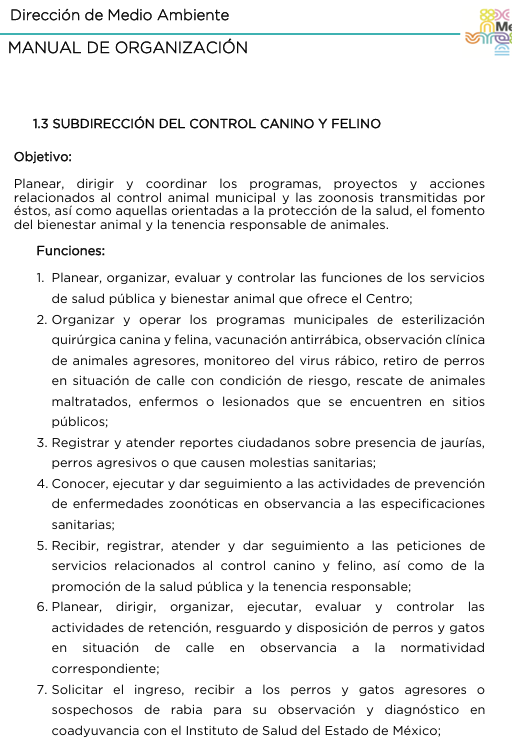 Dirección de Medio Ambiente
MANUAL DE ORGANIZACIÓN
1.3 SUBDIRECCIÓN DEL CONTROL CANINO Y FELINO
Objetivo:
Planear, dirigir y coordinar los programas, proyectos y acciones
relacionados al control animal municipal y las zoonosis transmitidas por
éstos, así como aquellas orientadas a la protección de la salud, el fomento
del bienestar animal y la tenencia responsable de animales.
Funciones:
1. Planear, organizar, evaluar y controlar las funciones de los servicios
de salud pública y bienestar animal que ofrece el Centro;
2. Organizar y operar los programas municipales de esterilización
quirúrgica canina y felina, vacunación antirrábica, observación clínica
de animales agresores, monitoreo del virus rábico, retiro de perros
en situación de calle con condición de riesgo, rescate de animales
maltratados, enfermos o lesionados que se encuentren en sitios
públicos;
3. Registrar y atender reportes ciudadanos sobre presencia de jaurías,
perros agresivos o que causen molestias sanitarias;
4. Conocer, ejecutar y dar seguimiento a las actividades de prevención
de enfermedades zoonóticas en observancia a las especificaciones
sanitarias;
5. Recibir, registrar, atender y dar seguimiento a las peticiones de
servicios relacionados al control canino y felino, así como de la
promoción de la salud pública y la tenencia responsable;
6. Planear, dirigir, organizar, ejecutar, evaluar y controlar las
actividades de retención, resguardo y disposición de perros y gatos
en situación de calle en observancia a la normatividad
correspondiente;
7. Solicitar el ingreso, recibir a los perros y gatos agresores o
sospechosos de rabia para su observación y diagnóstico en
coadyuvancia con el Instituto de Salud del Estado de México;